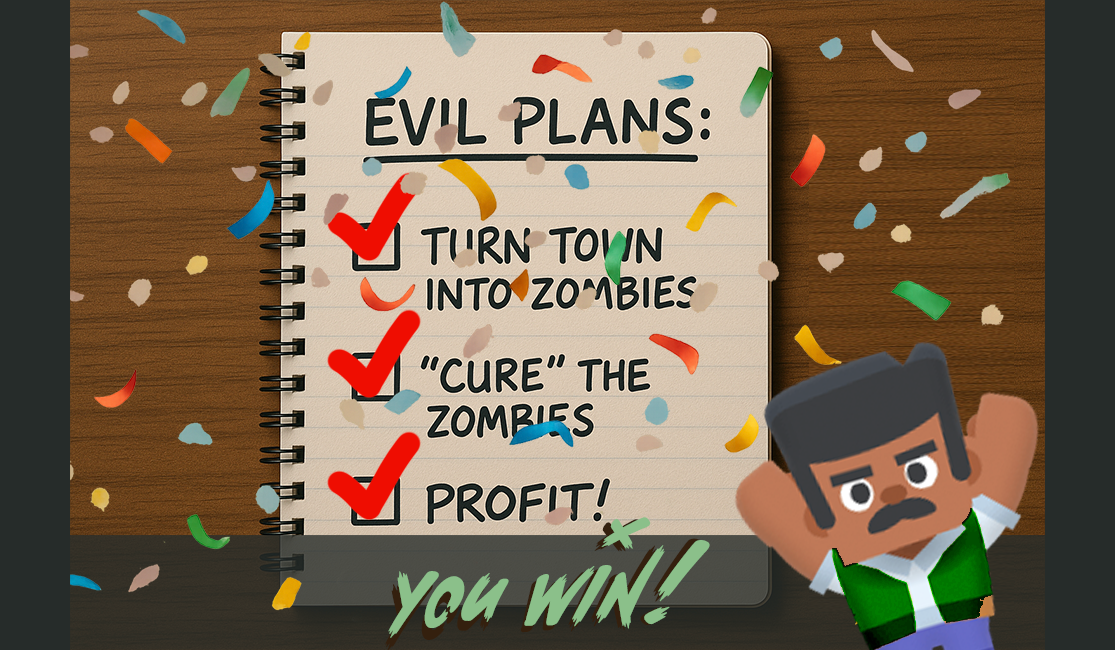 EVIL PLANS:
TURN TOWN
INTO ZOMBIES
"CURE" THE
ZOMBIES
PROFIT!
YOU WIN!